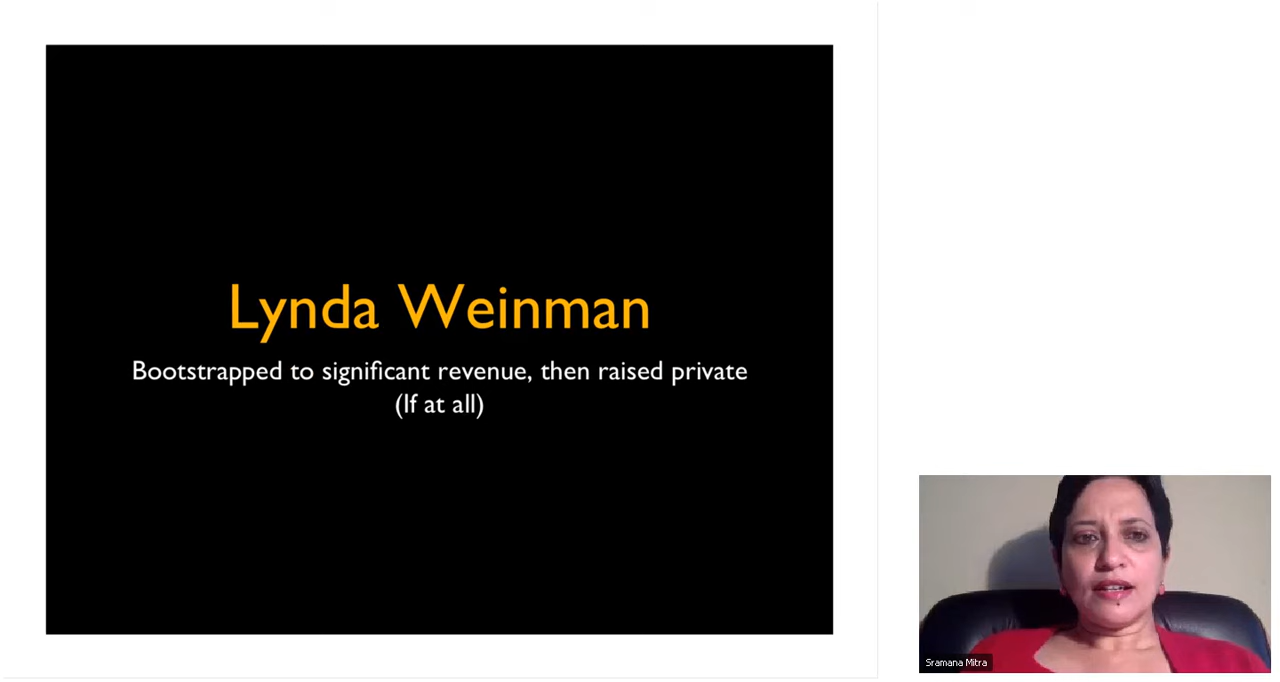 Lynda Weinman
Bootstrapped to significant revenue, then raised private
(If at all)
Sramana Mitra